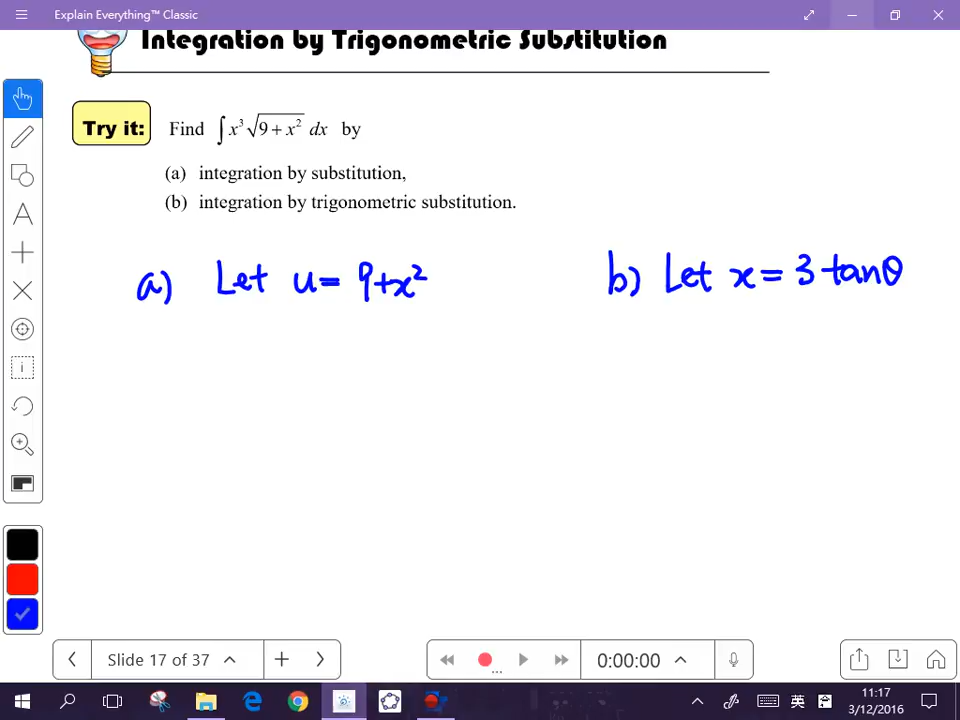 Explain Everything™ Classic
Integration by Trigonometric Substitution
Try it: Find ∫ x³ √(9 + x²) dx by
(a) integration by substitution,
(b) integration by trigonometric substitution.
a) Let u = 9+x²
b) Let x = 3 tanθ
Slide 17 of 37
0:00:00
英
11:17
3/12/2016